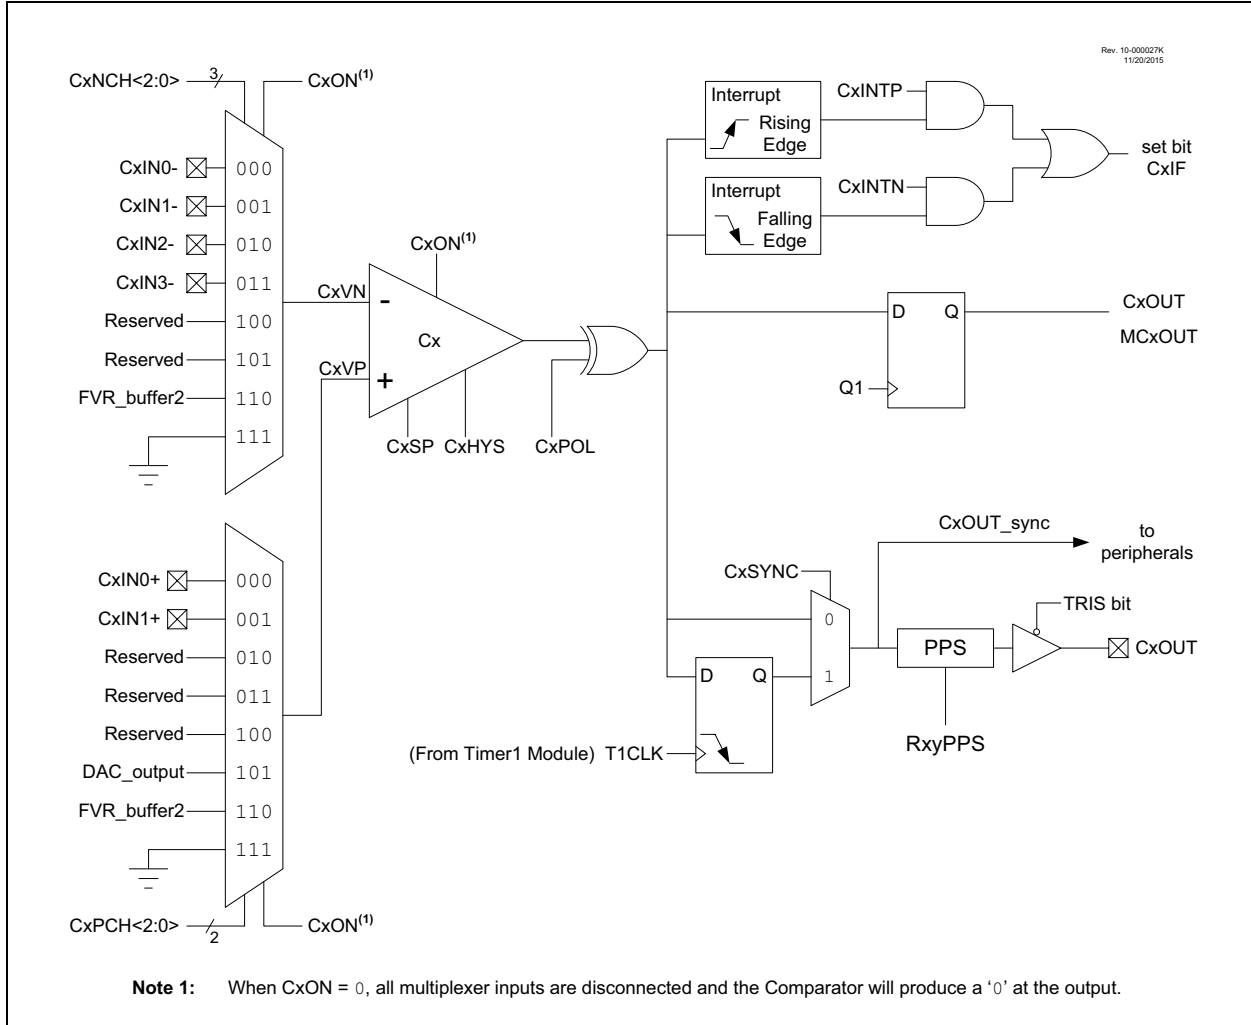 Rev. 10-000027K
11/20/2015
CxNCH<2:0>
3
CxON(1)
CxIN0-
000
CxIN1-
001
CxIN2-
010
CxIN3-
011
Reserved
100
Reserved
101
FVR_buffer2
110
111
CxVN
CxVP
CxON(1)
-
Cx
+
CxSP
CxHYS
CxPOL
Interrupt
Rising
Edge
CxINTP
Interrupt
Falling
Edge
CxINTN
set bit
CxIF
D
Q
Q1
CxOUT
MCxOUT
CxOUT_sync
to
peripherals
CxSYNC
0
1
TRIS bit
PPS
CxOUT
RxyPPS
D
Q
(From Timer1 Module) T1CLK
CxIN0+
000
CxIN1+
001
Reserved
010
Reserved
011
Reserved
100
DAC_output
101
FVR_buffer2
110
111
CxPCH<2:0>
2
CxON(1)
Note 1: When CxON = 0, all multiplexer inputs are disconnected and the Comparator will produce a ‘0’ at the output.